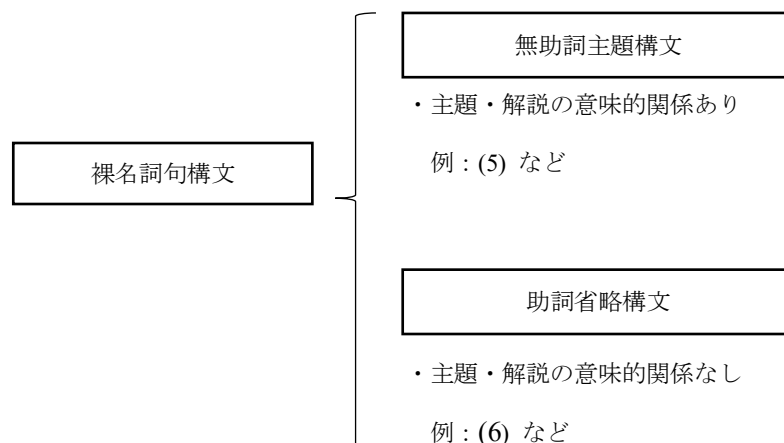 無助詞主題構文
・主題・解説の意味的関係あり
例：(5) など
裸名詞句構文
助詞省略構文
・主題・解説の意味的関係なし
例：(6) など